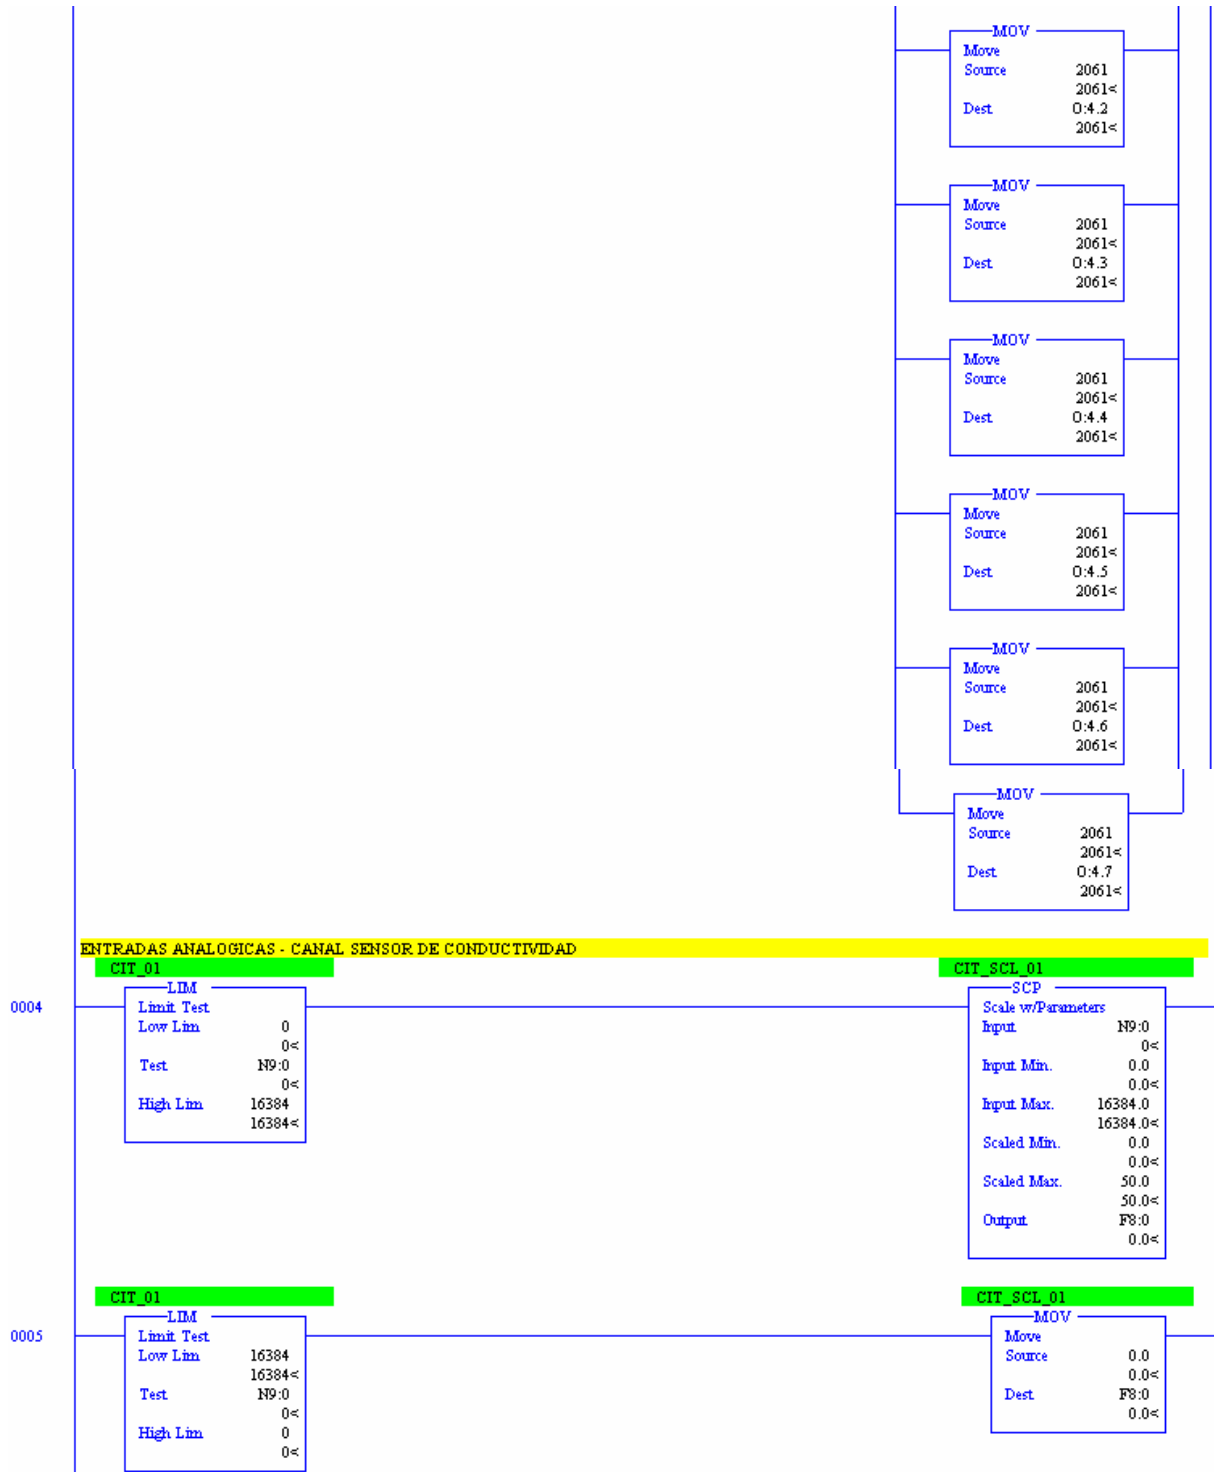 MOV
Move
Source 2061
2061<
Dest O:4.2
2061<
MOV
Move
Source 2061
2061<
Dest O:4.3
2061<
MOV
Move
Source 2061
2061<
Dest O:4.4
2061<
MOV
Move
Source 2061
2061<
Dest O:4.5
2061<
MOV
Move
Source 2061
2061<
Dest O:4.6
2061<
MOV
Move
Source 2061
2061<
Dest O:4.7
2061<
ENTRADAS ANALOGICAS - CANAL SENSOR DE CONDUCTIVIDAD
0004
CIT_01
LIM
Limit Test
Low Lim 0
0<
Test N9:0
0<
High Lim 16384
16384<
CIT_SCL_01
SCP
Scale w/Parameters
Input N9:0
0<
Input Min. 0.0
0.0<
Input Max. 16384.0
16384.0<
Scaled Min. 0.0
0.0<
Scaled Max. 50.0
50.0<
Output F8:0
0.0<
0005
CIT_01
LIM
Limit Test
Low Lim 16384
16384<
Test N9:0
0<
High Lim 0
0<
CIT_SCL_01
MOV
Move
Source 0.0
0.0<
Dest F8:0
0.0<